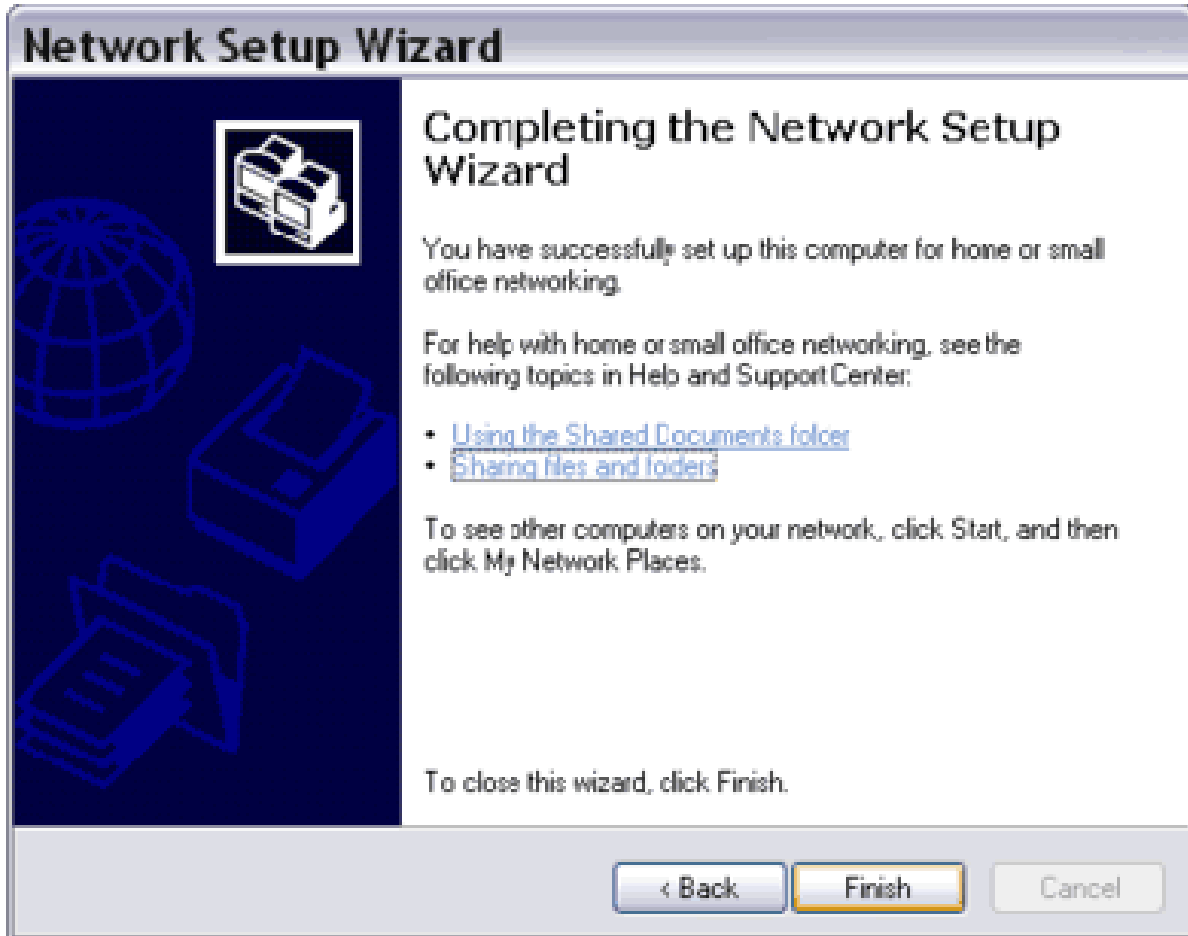 Network Setup Wizard
Completing the Network Setup
Wizard
You have successfully set up this computer for home or small
office networking.
For help with home or small office networking, see the
following topics in Help and Support Center:
• Using the Shared Documents folder
• Sharing files and folders
To see other computers on your network, click Start, and then
click My Network Places.
To close this wizard, click Finish.
< Back
Finish
Cancel